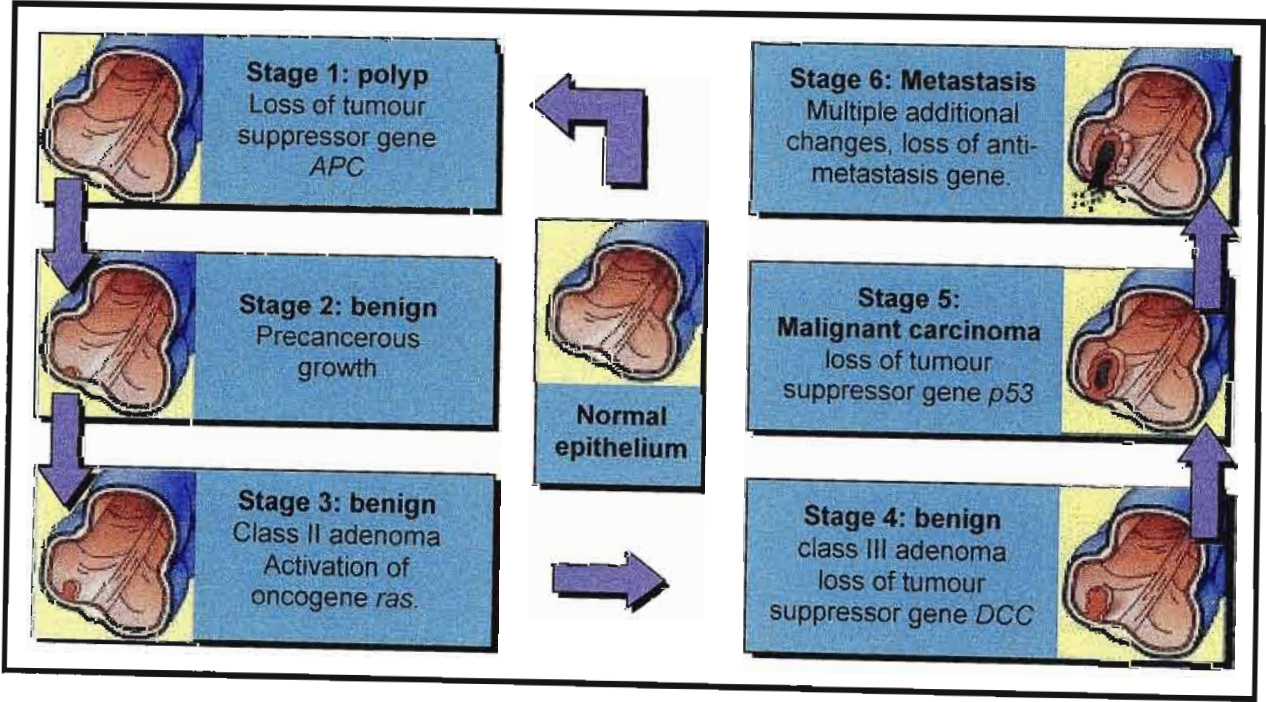 Stage 1: polyp
Loss of tumour
suppressor gene
APC
Stage 2: benign
Precancerous
growth
Stage 3: benign
Class II adenoma
Activation of
oncogene ras.
Normal
epithelium
Stage 6: Metastasis
Multiple additional
changes, loss of anti-
metastasis gene.
Stage 5:
Malignant carcinoma
loss of tumour
suppressor gene p53
Stage 4: benign
class III adenoma
loss of tumour
suppressor gene DCC